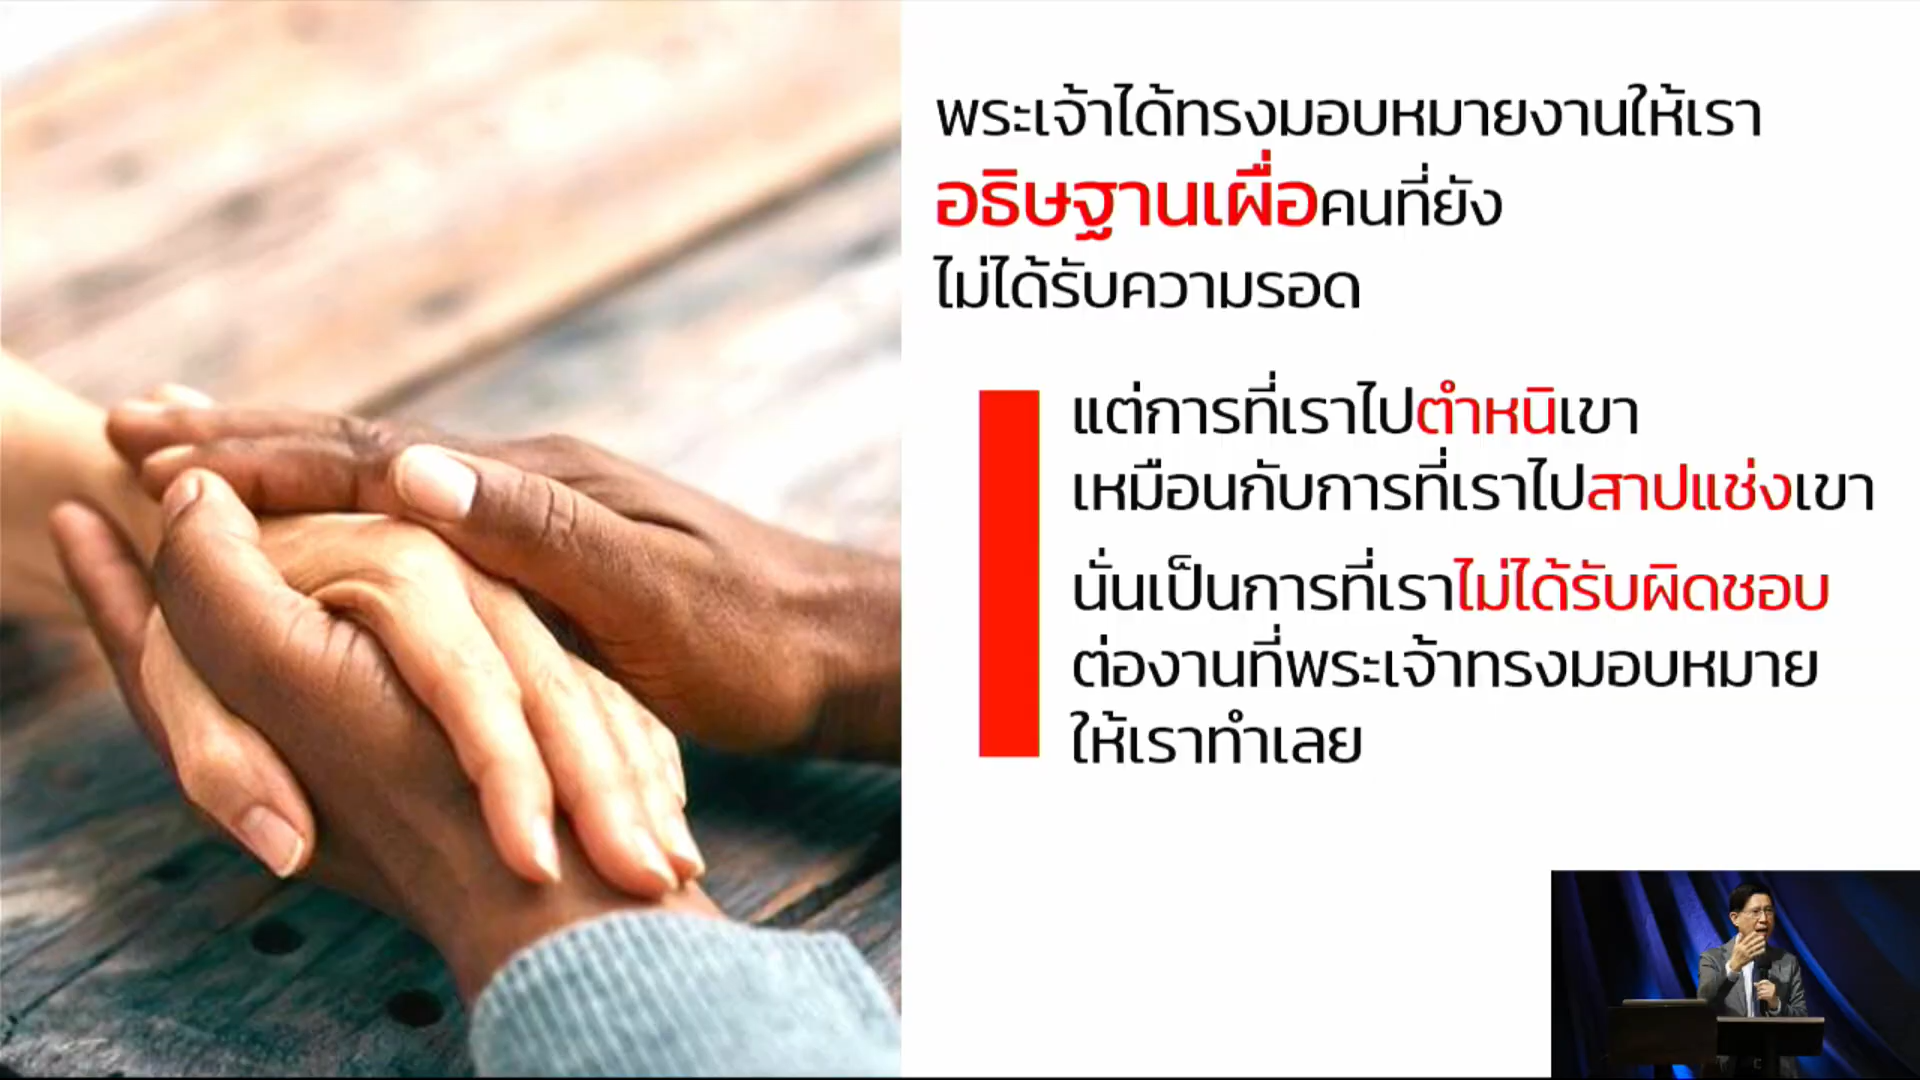 พระเจ้าได้ทรงมอบหมายงานให้เรา
อธิษฐานเผื่อคนที่ยัง
ไม่ได้รับความรอด
แต่การที่เราไปตำหนิเขา
เหมือนกับการที่เราไปสาปแช่งเขา
นั่นเป็นการที่เราไม่ได้รับผิดชอบ
ต่องานที่พระเจ้าทรงมอบหมาย
ให้เราทำเลย